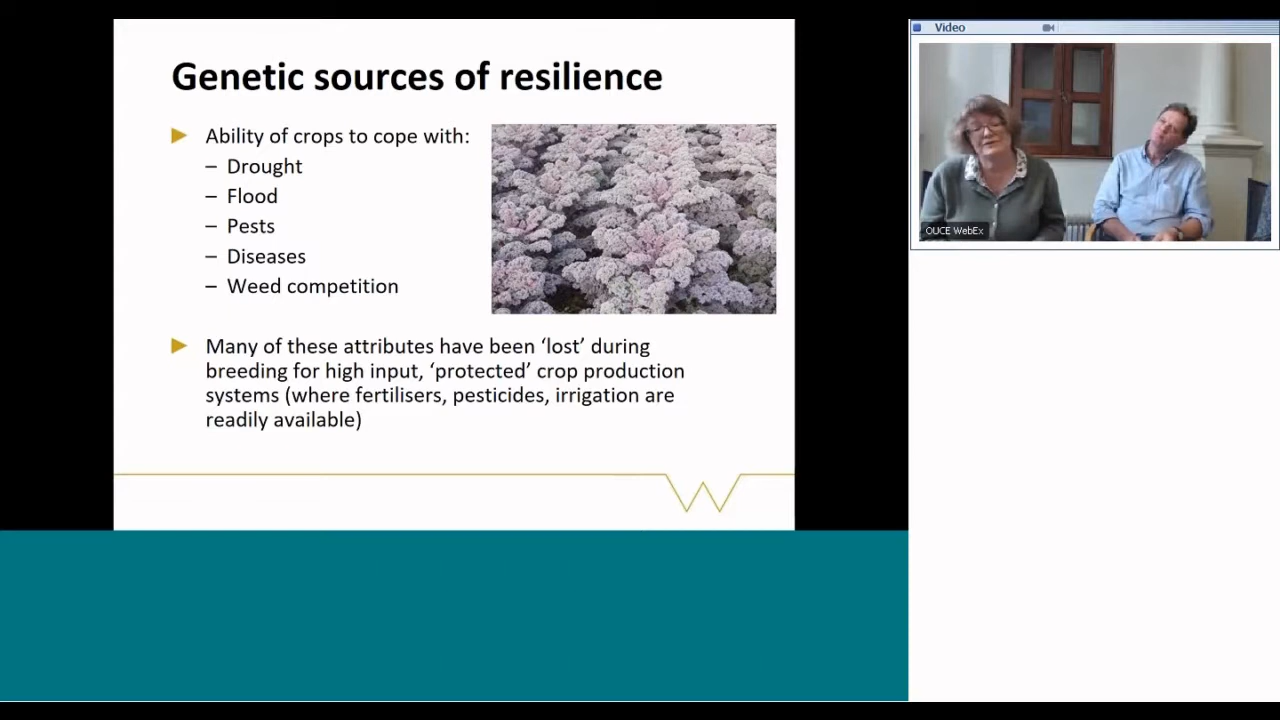 Genetic sources of resilience
Ability of crops to cope with:
– Drought
– Flood
– Pests
– Diseases
– Weed competition
Many of these attributes have been ‘lost’ during
breeding for high input, ‘protected’ crop production
systems (where fertilisers, pesticides, irrigation are
readily available)
Video
OUCE WebEx